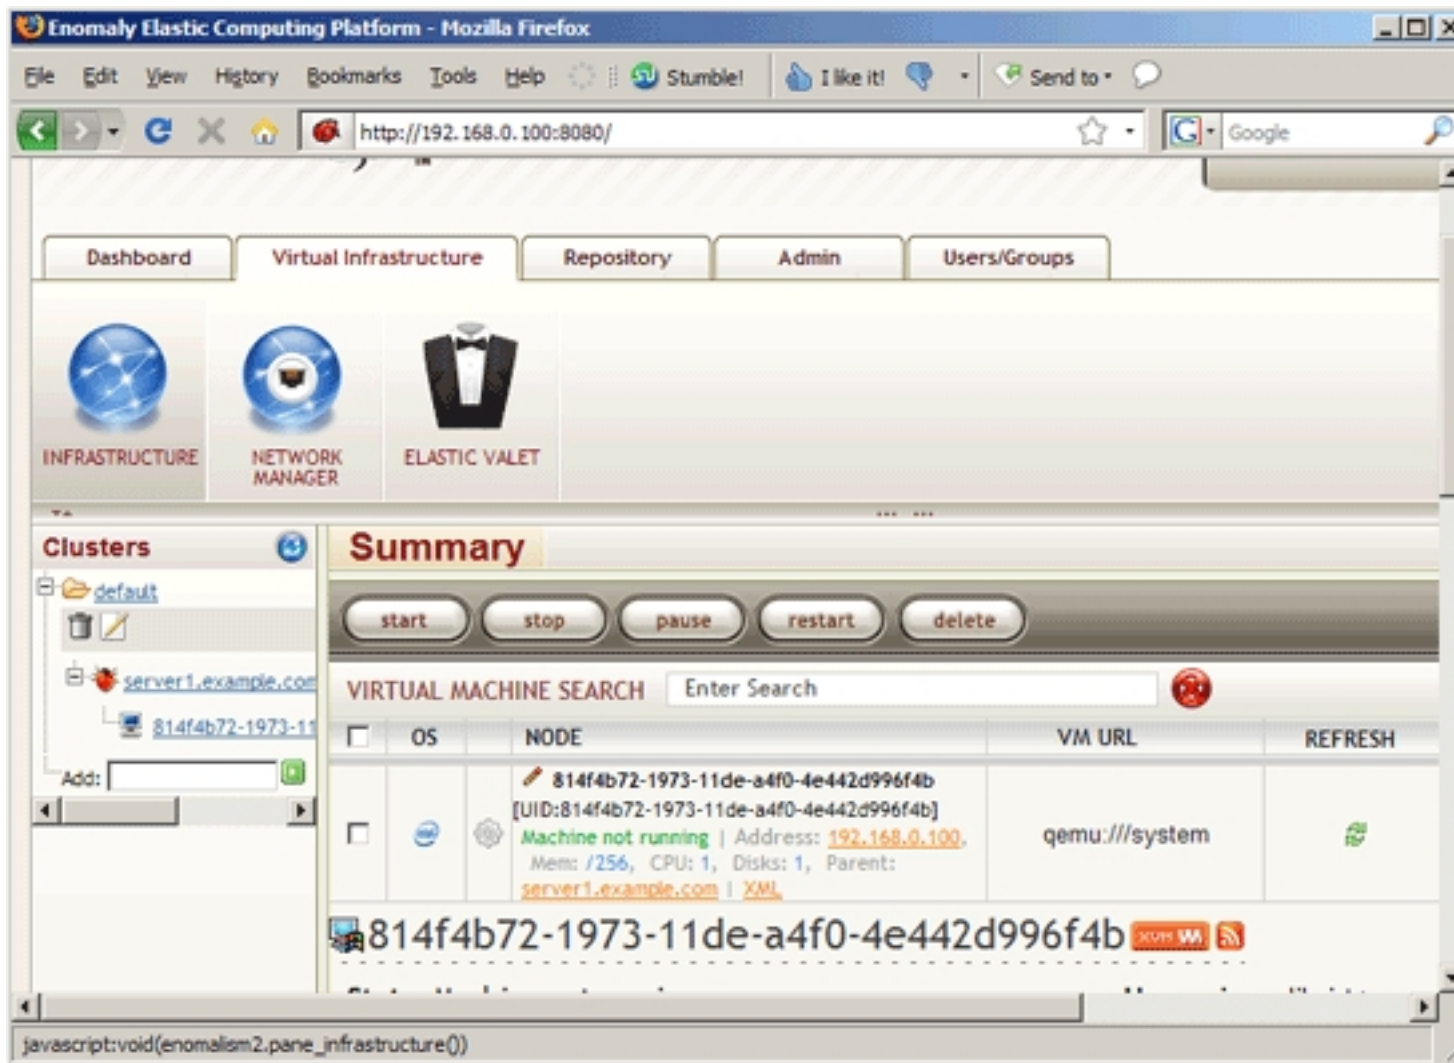 Enomaly Elastic Computing Platform - Mozilla Firefox
File Edit View History Bookmarks Tools Help Stumble! I like it! Send to
http://192.168.0.100:8080/ Google
Dashboard Virtual Infrastructure Repository Admin Users/Groups
INFRASTRUCTURE NETWORK MANAGER ELASTIC VALET
Clusters
default
server1.example.com
814f4b72-1973-11
Add:
Summary
start stop pause restart delete
VIRTUAL MACHINE SEARCH Enter Search
OS NODE VM URL REFRESH
814f4b72-1973-11de-a4f0-4e442d996f4b
[UID:814f4b72-1973-11de-a4f0-4e442d996f4b]
Machine not running | Address: 192.168.0.100,
Mem: /256, CPU: 1, Disks: 1, Parent:
server1.example.com | XML
qemu:///system
814f4b72-1973-11de-a4f0-4e442d996f4b
javascript:void(enomalism2.pane_infrastructure())